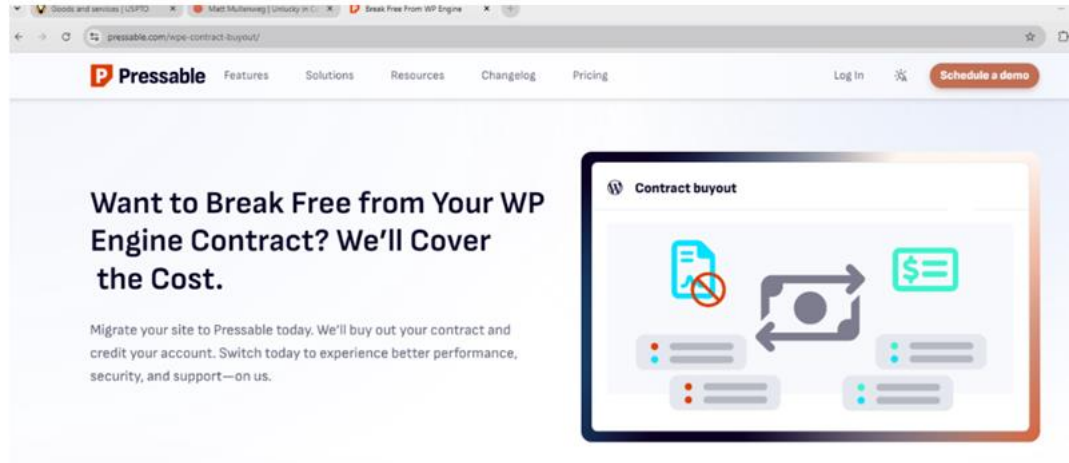 Goods and services | USPTO
Matt Mullenweg | Unlucky in C
Break Free From WP Engine
pressable.com/wpe-contract-buyout/
Pressable
Features
Solutions
Resources
Changelog
Pricing
Log In
Schedule a demo
Want to Break Free from Your WP
Engine Contract? We'll Cover
the Cost.
Migrate your site to Pressable today. We'll buy out your contract and
credit your account. Switch today to experience better performance,
security, and support—on us.
Contract buyout